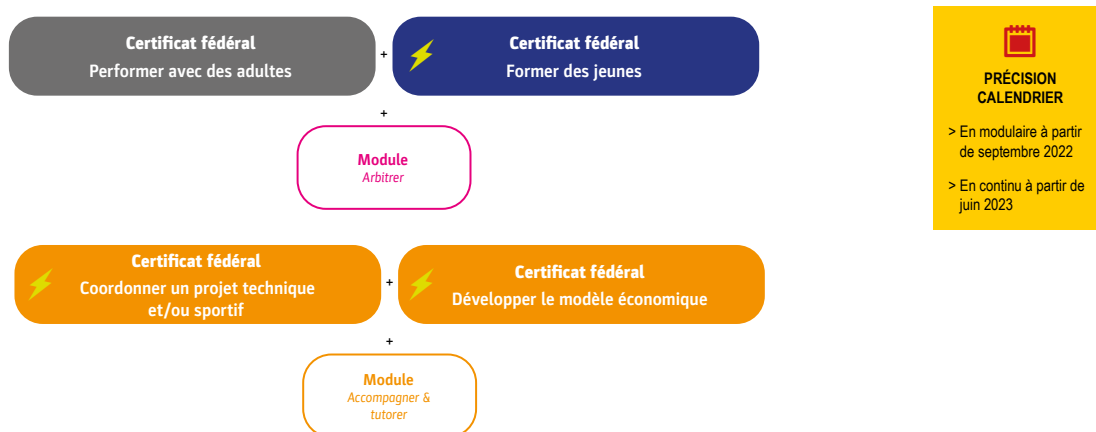 Certificat fédéral
Performer avec des adultes
+
Certificat fédéral
Former des jeunes
+
Module
Arbitrer
Certificat fédéral
Coordonner un projet technique
et/ou sportif
+
Certificat fédéral
Développer le modèle économique
+
Module
Accompagner &
tutorer
PRÉCISION
CALENDRIER
> En modulaire à partir
de septembre 2022
> En continu à partir de
juin 2023